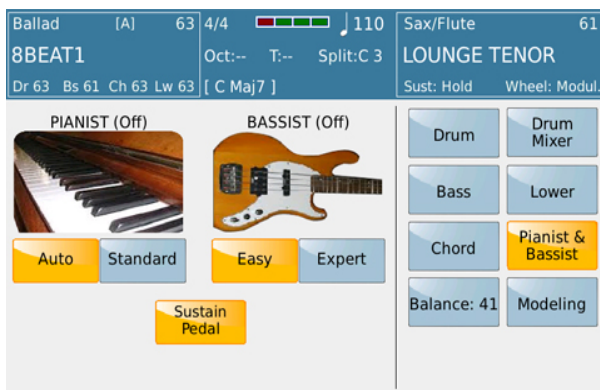 Ballad [A] 63
8BEAT1
Dr 63 Bs 61 Ch 63 Lw 63
4/4 110
Oct:-- T:-- Split:C 3
[ C Maj7 ]
Sax/Flute 61
LOUNGE TENOR
Sust: Hold Wheel: Modul.
PIANIST (Off)
BASSIST (Off)
Auto
Standard
Easy
Expert
Sustain
Pedal
Drum
Drum
Mixer
Bass
Lower
Chord
Pianist &
Bassist
Balance: 41
Modeling